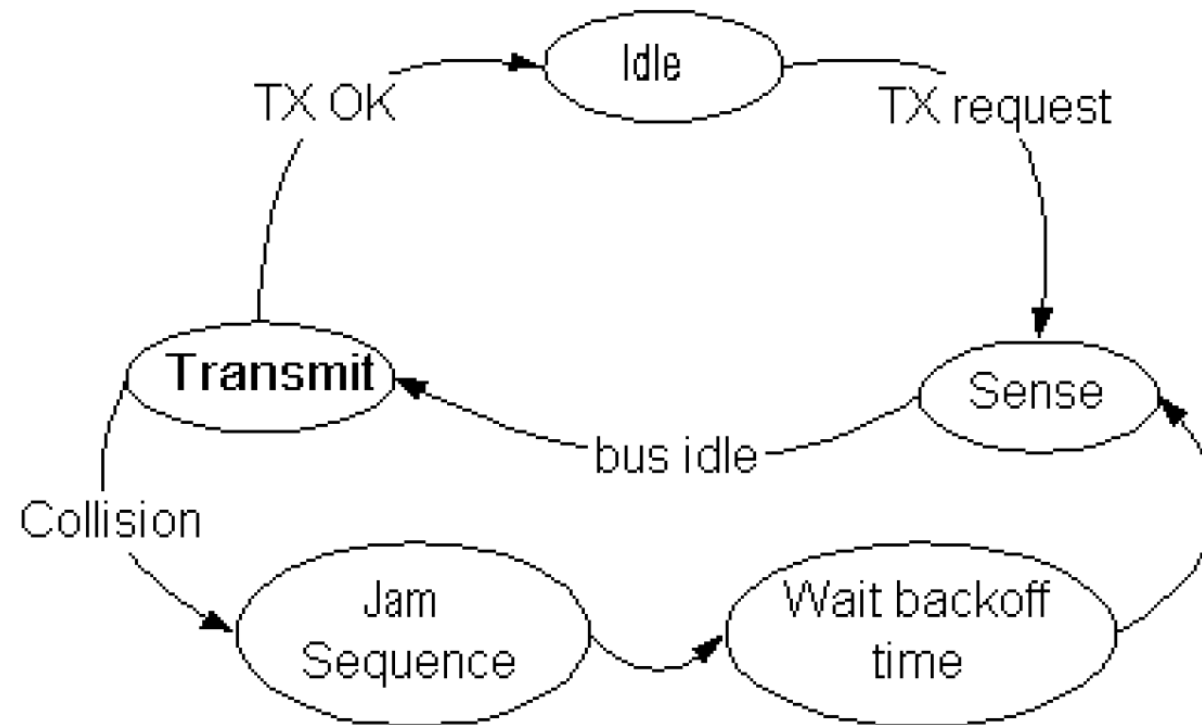 Idle
TX OK
TX request
Transmit
Sense
bus idle
Collision
Jam
Sequence
Wait backoff
time